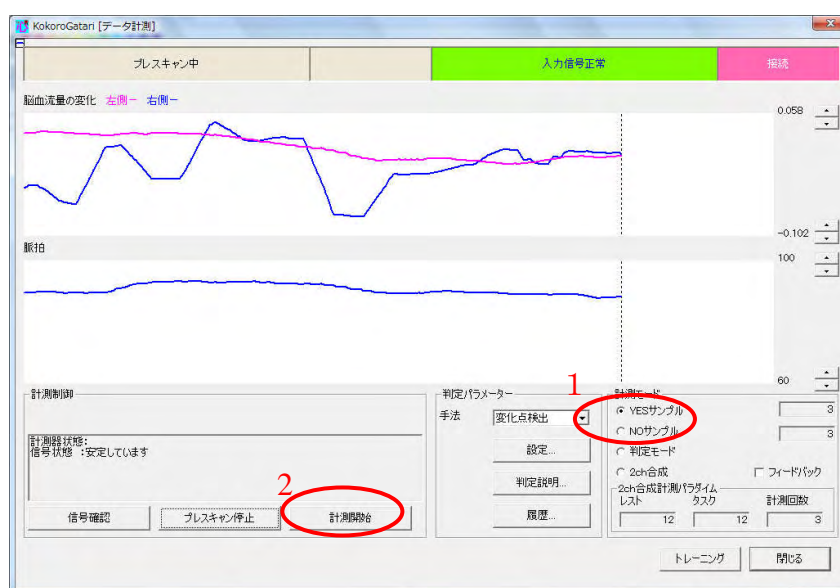 KokoroGatari [データ計測]
プレスキャン中
入力信号正常
接続
脳血流量の変化 左側ー 右側ー
0.058
-0.102
脈拍
100
60
計測制御
計測器状態:
信号状態 :安定しています
信号確認
プレスキャン停止
計測開始
2
判定パラメーター
手法 変化点検出
設定...
判定説明...
履歴...
1
計測モード
YESサンプル 3
NOサンプル 3
判定モード
2ch合成 フィードバック
2ch合成計測パラダイム
レスト タスク 計測回数
12 12 3
トレーニング 閉じる